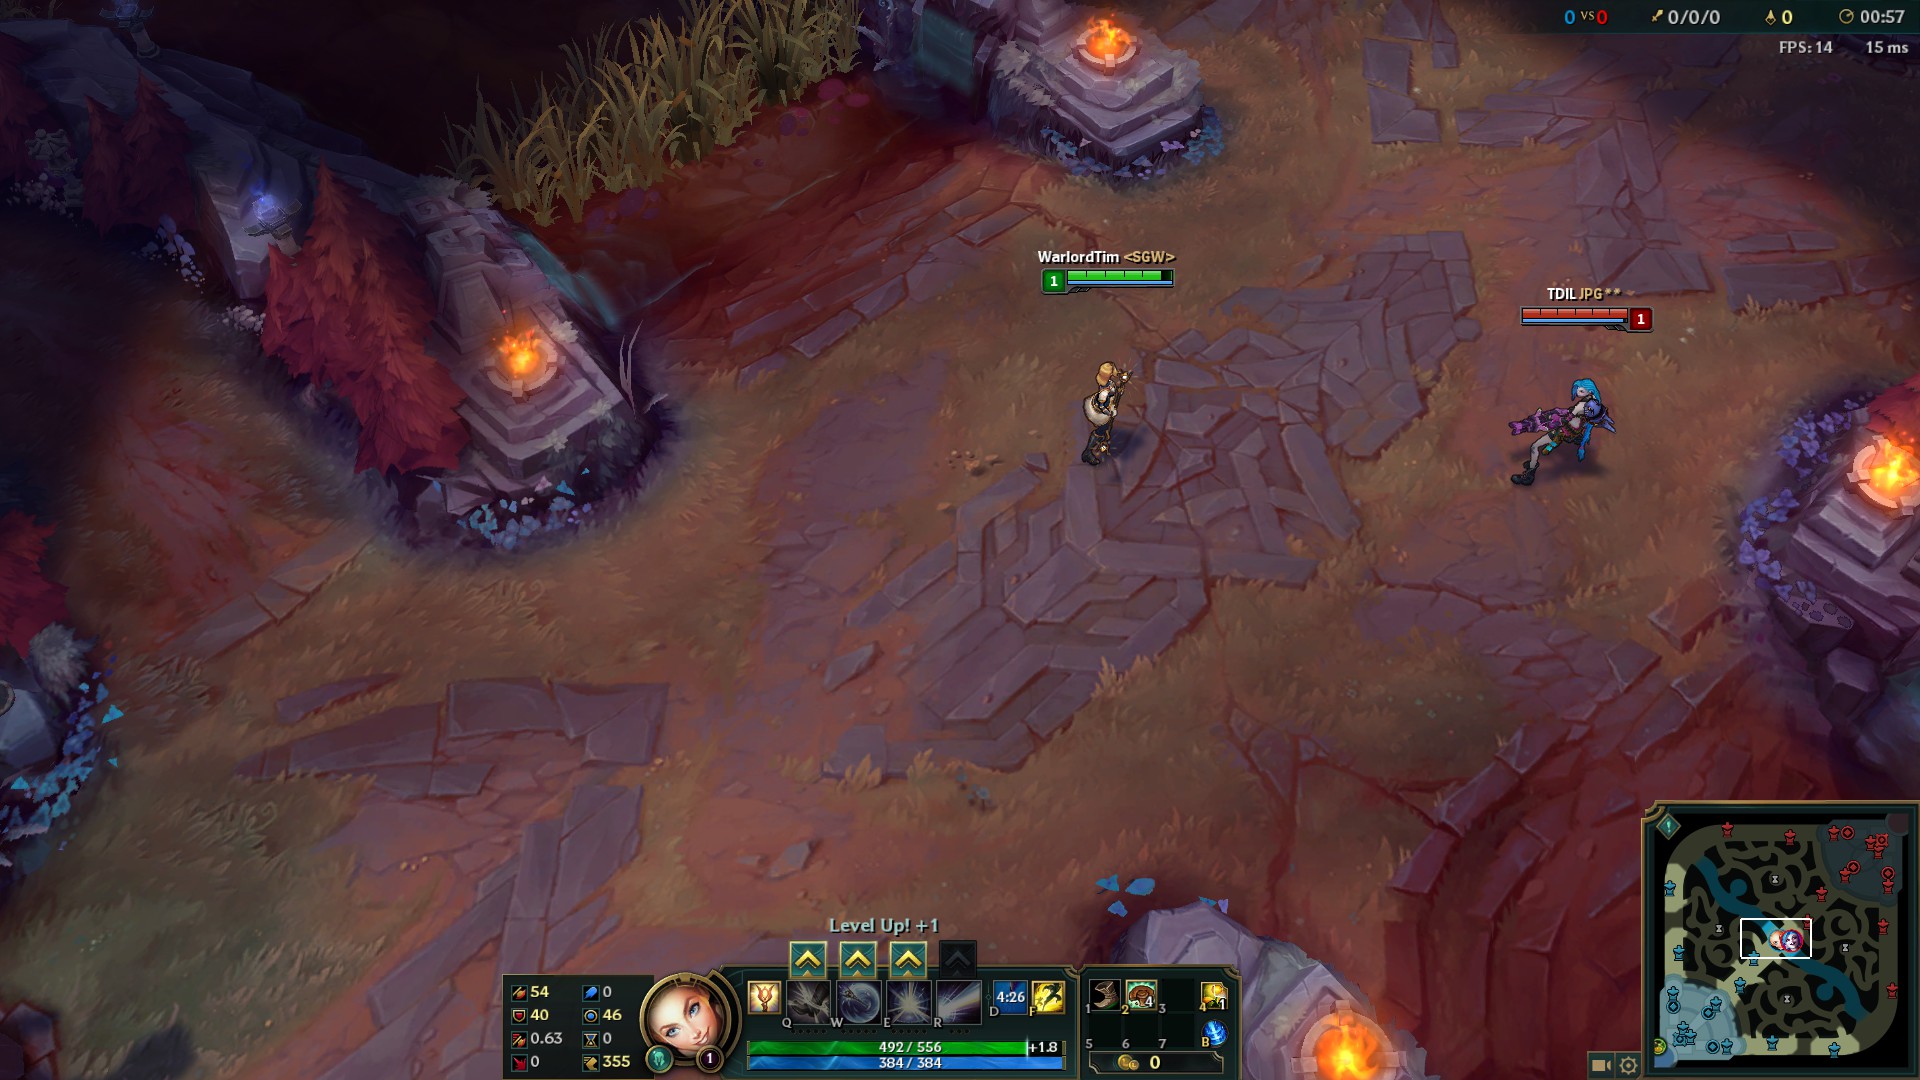 0 VS 0 0/0/0 0 00:57
FPS: 14 15 ms
WarlordTim <SGW>
1
TDIL JPG**
1
Level Up! +1
54 0
40 46
0.63 0
0 355
1
Q W E R D F
4:26
492 / 556 +1.8
384 / 384
1 2 4 3 4 1
5 6 7 B
0